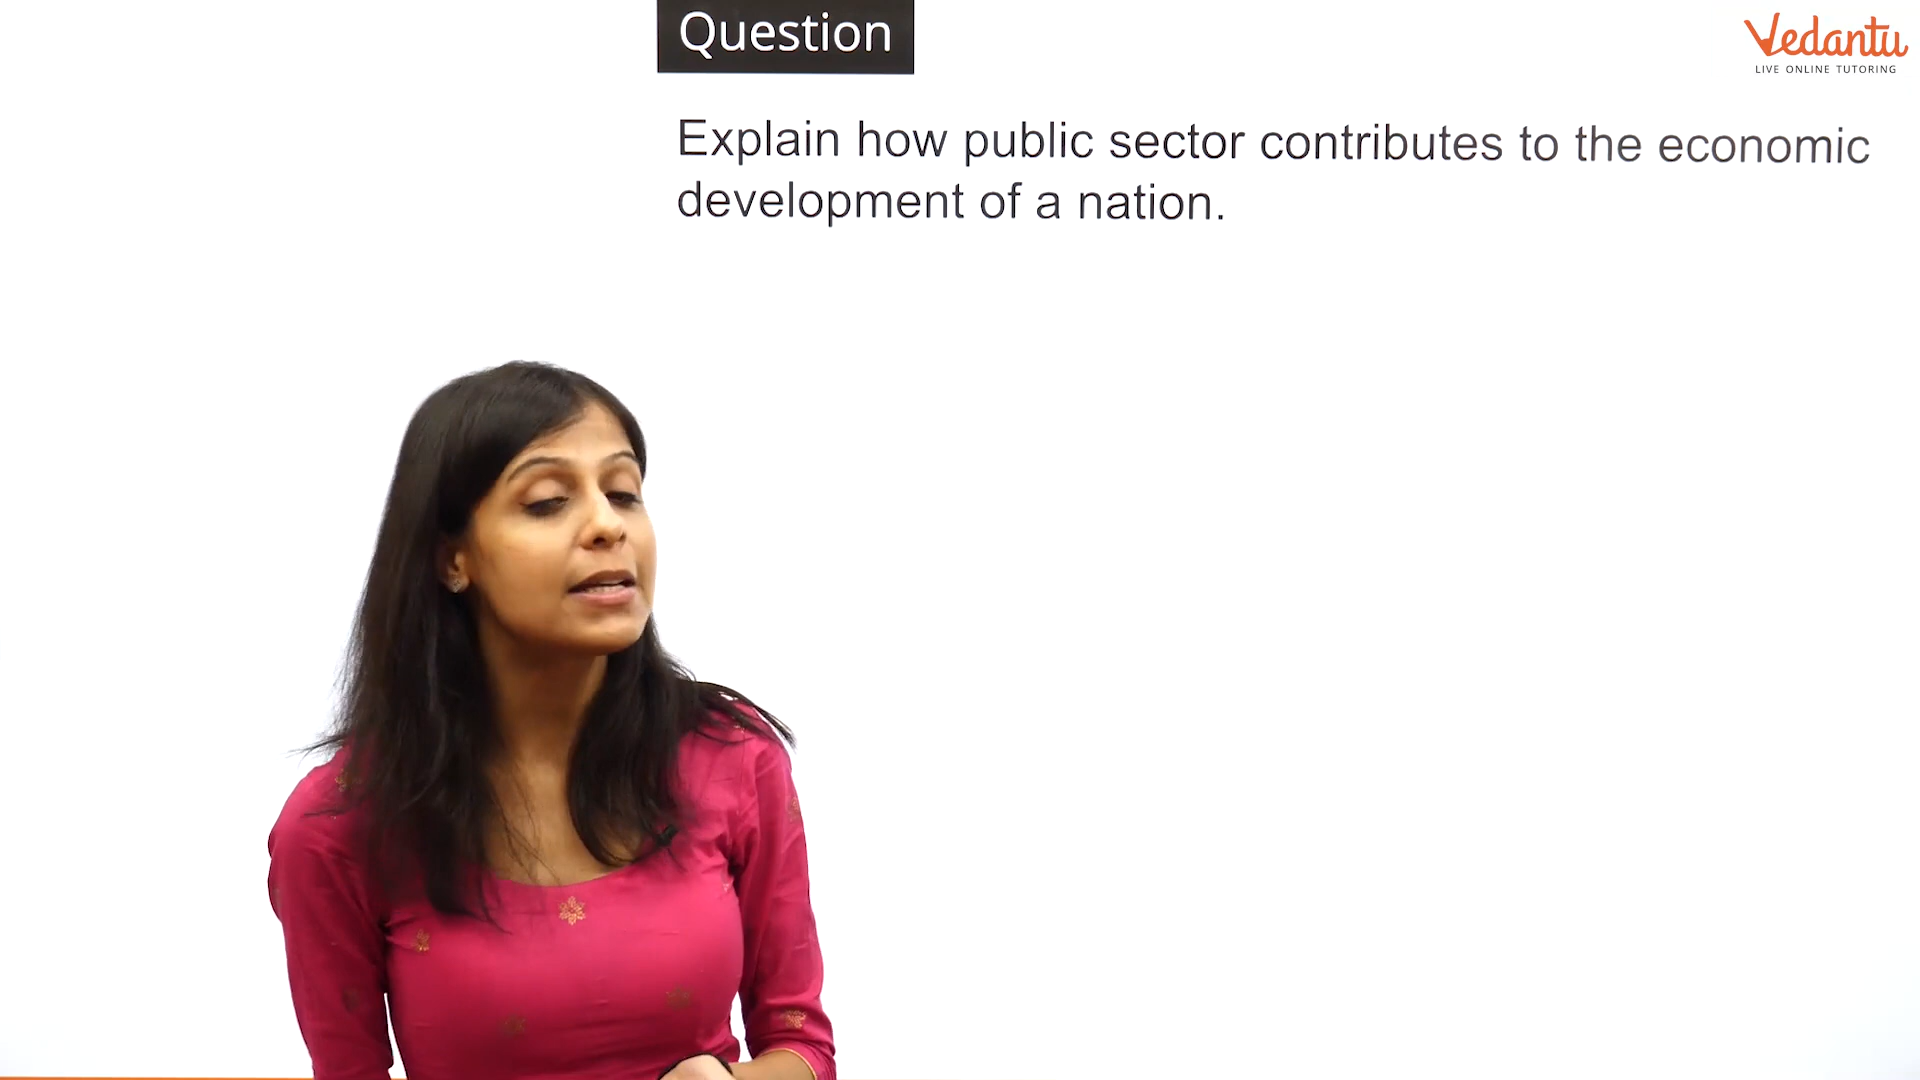 Question
Vedantu
LIVE ONLINE TUTORING
Explain how public sector contributes to the economic
development of a nation.